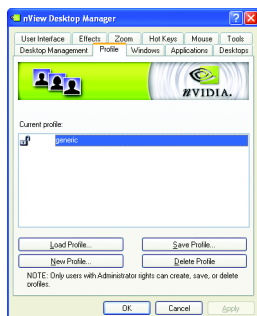 nView Desktop Manager
User Interface Effects Zoom Hot Keys Mouse Tools
Desktop Management Profile Windows Applications Desktops
NVIDIA.
Current profile:
generic
Load Profile... Save Profile...
New Profile... Delete Profile
NOTE: Only users with Administrator rights can create, save, or delete
profiles.
OK Cancel Apply